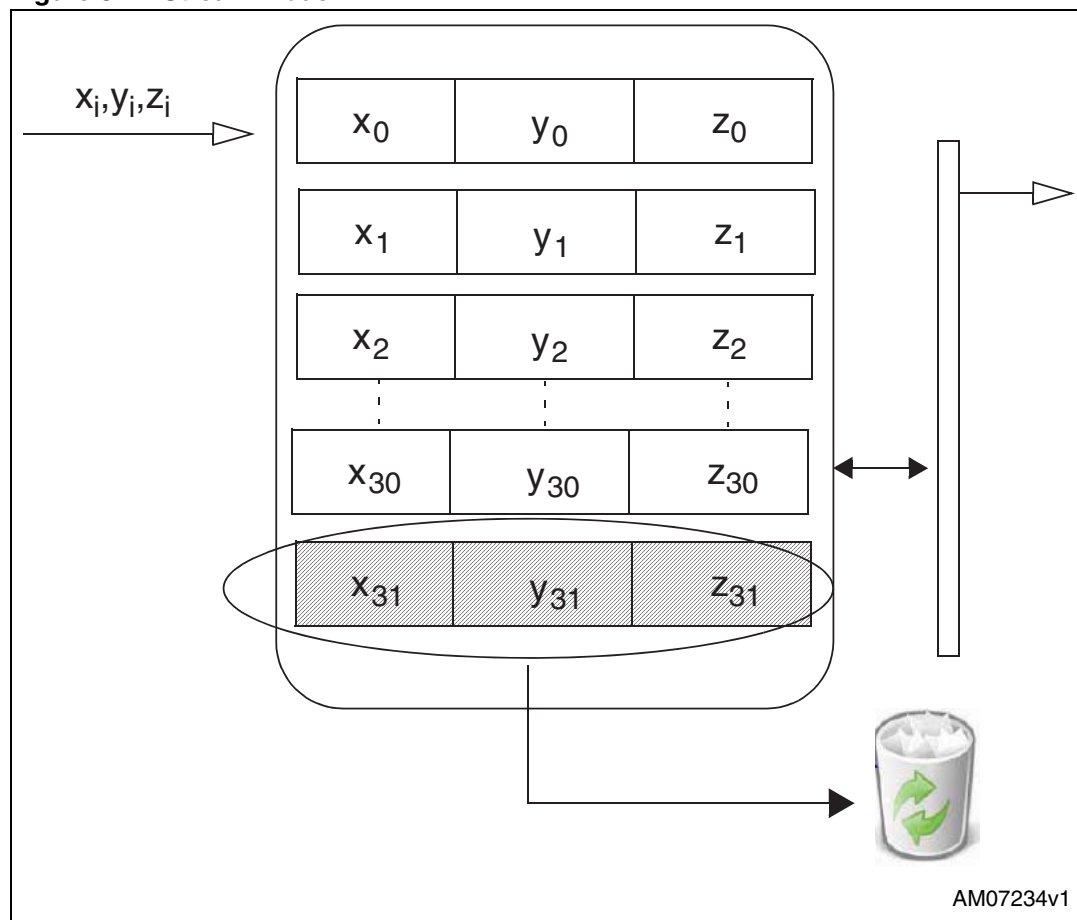 xᵢ,yᵢ,zᵢ
x₀ y₀ z₀
x₁ y₁ z₁
x₂ y₂ z₂
x₃₀ y₃₀ z₃₀
x₃₁ y₃₁ z₃₁
AM07234v1